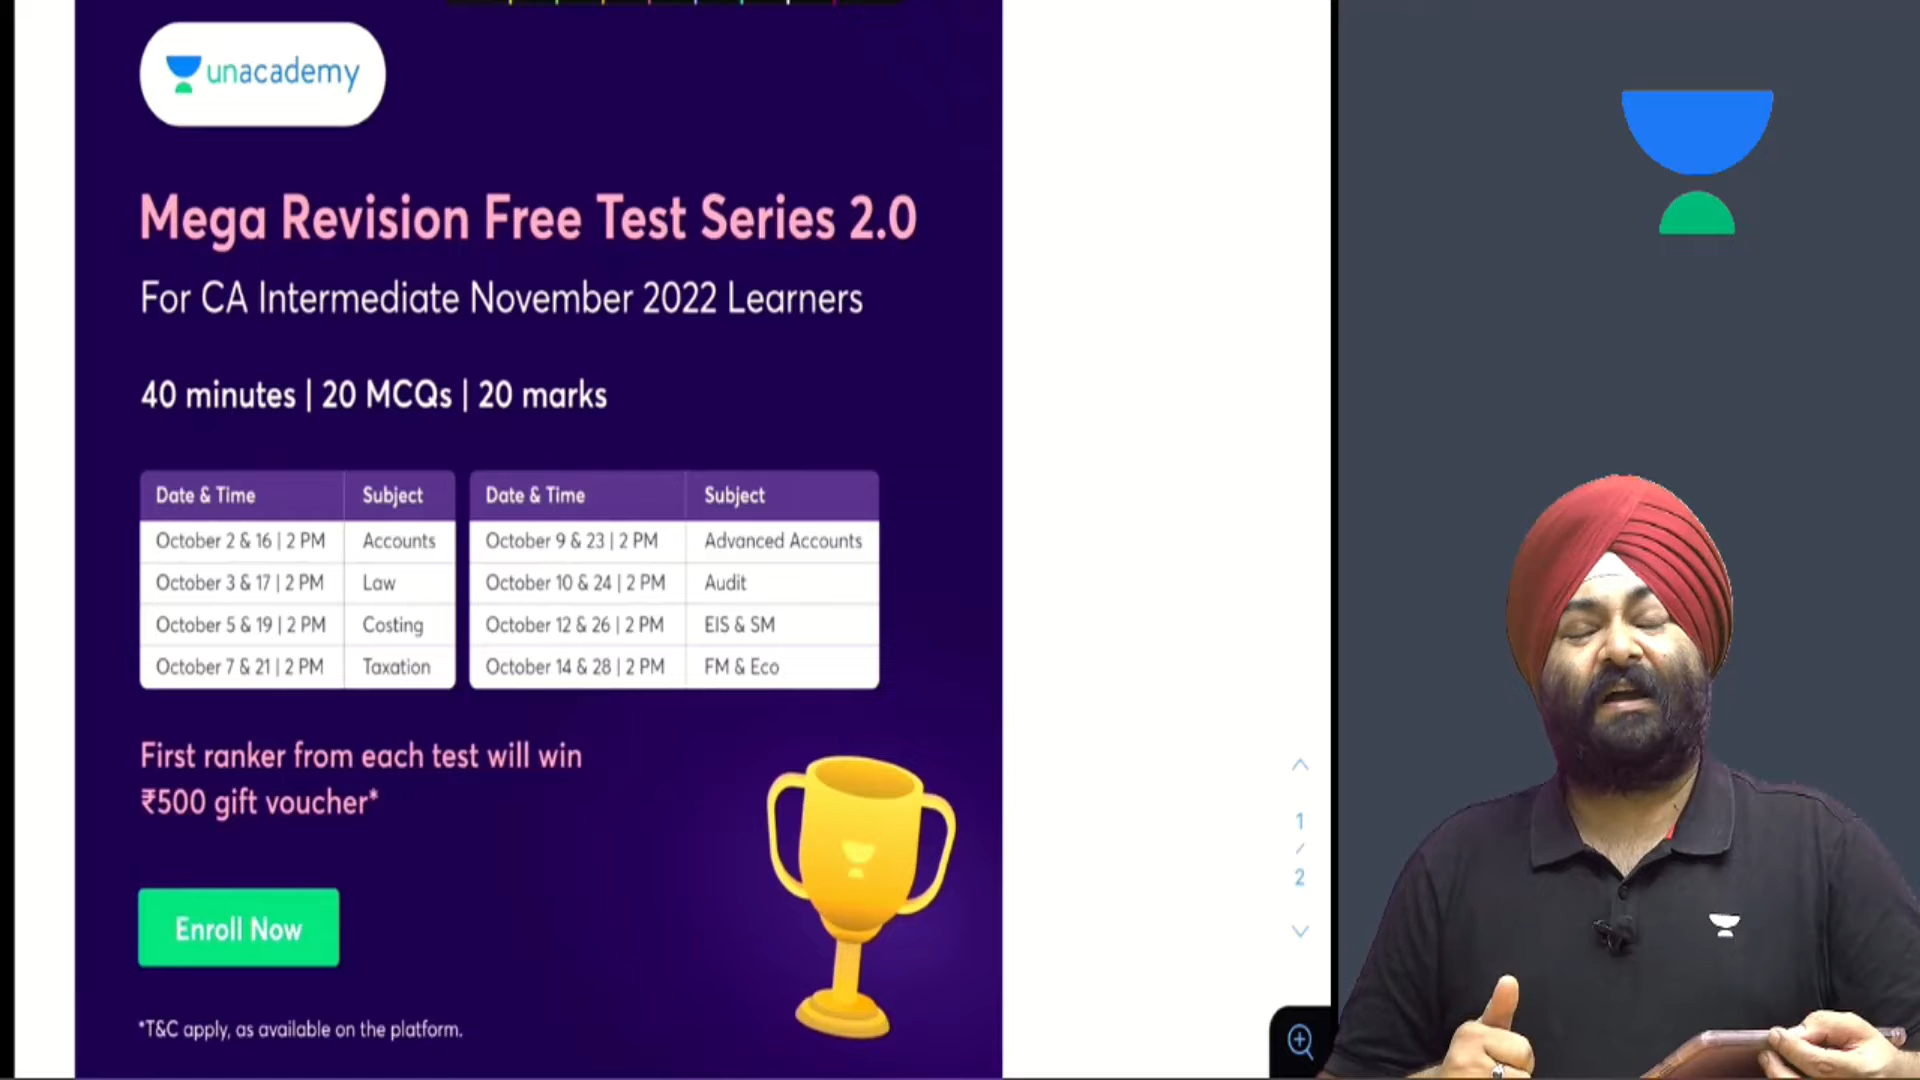 unacademy
Mega Revision Free Test Series 2.0
For CA Intermediate November 2022 Learners
40 minutes | 20 MCQs | 20 marks
Date & Time Subject
October 2 & 16 | 2 PM Accounts
October 3 & 17 | 2 PM Law
October 5 & 19 | 2 PM Costing
October 7 & 21 | 2 PM Taxation
Date & Time Subject
October 9 & 23 | 2 PM Advanced Accounts
October 10 & 24 | 2 PM Audit
October 12 & 26 | 2 PM EIS & SM
October 14 & 28 | 2 PM FM & Eco
First ranker from each test will win
₹500 gift voucher*
Enroll Now
*T&C apply, as available on the platform.
1
/
2